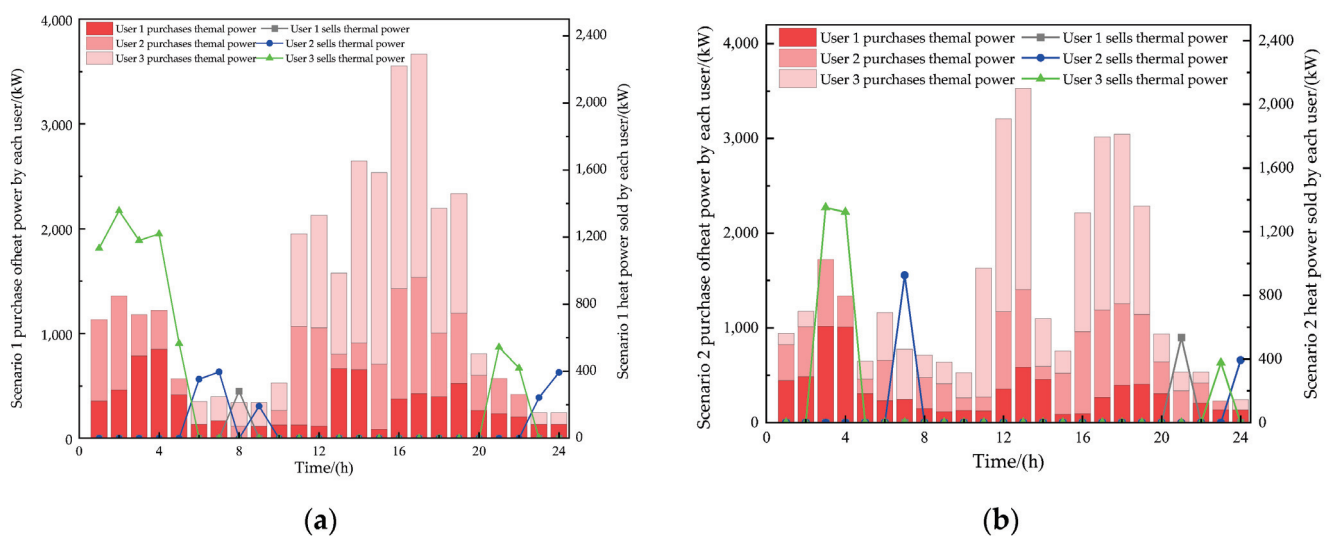 Scenario 1 purchase ofheat power by each user/(kW)
4,000
3,000
2,000
1,000
0
User 1 purchases themal power
User 2 purchases themal power
User 3 purchases themal power
User 1 sells thermal power
User 2 sells thermal power
User 3 sells thermal power
2,400
2,000
1,600
1,200
800
400
0
Scenario 1 heat power sold by each user/(kW)
0 4 8 12 16 20 24
Time/(h)
(a)
Scenario 2 purchase ofheat power by each user/(kW)
4,000
3,000
2,000
1,000
0
User 1 purchases themal power
User 2 purchases themal power
User 3 purchases themal power
User 1 sells thermal power
User 2 sells thermal power
User 3 sells thermal power
2,400
2,000
1,600
1,200
800
400
0
Scenario 2 heat power sold by each user/(kW)
0 4 8 12 16 20 24
Time/(h)
(b)